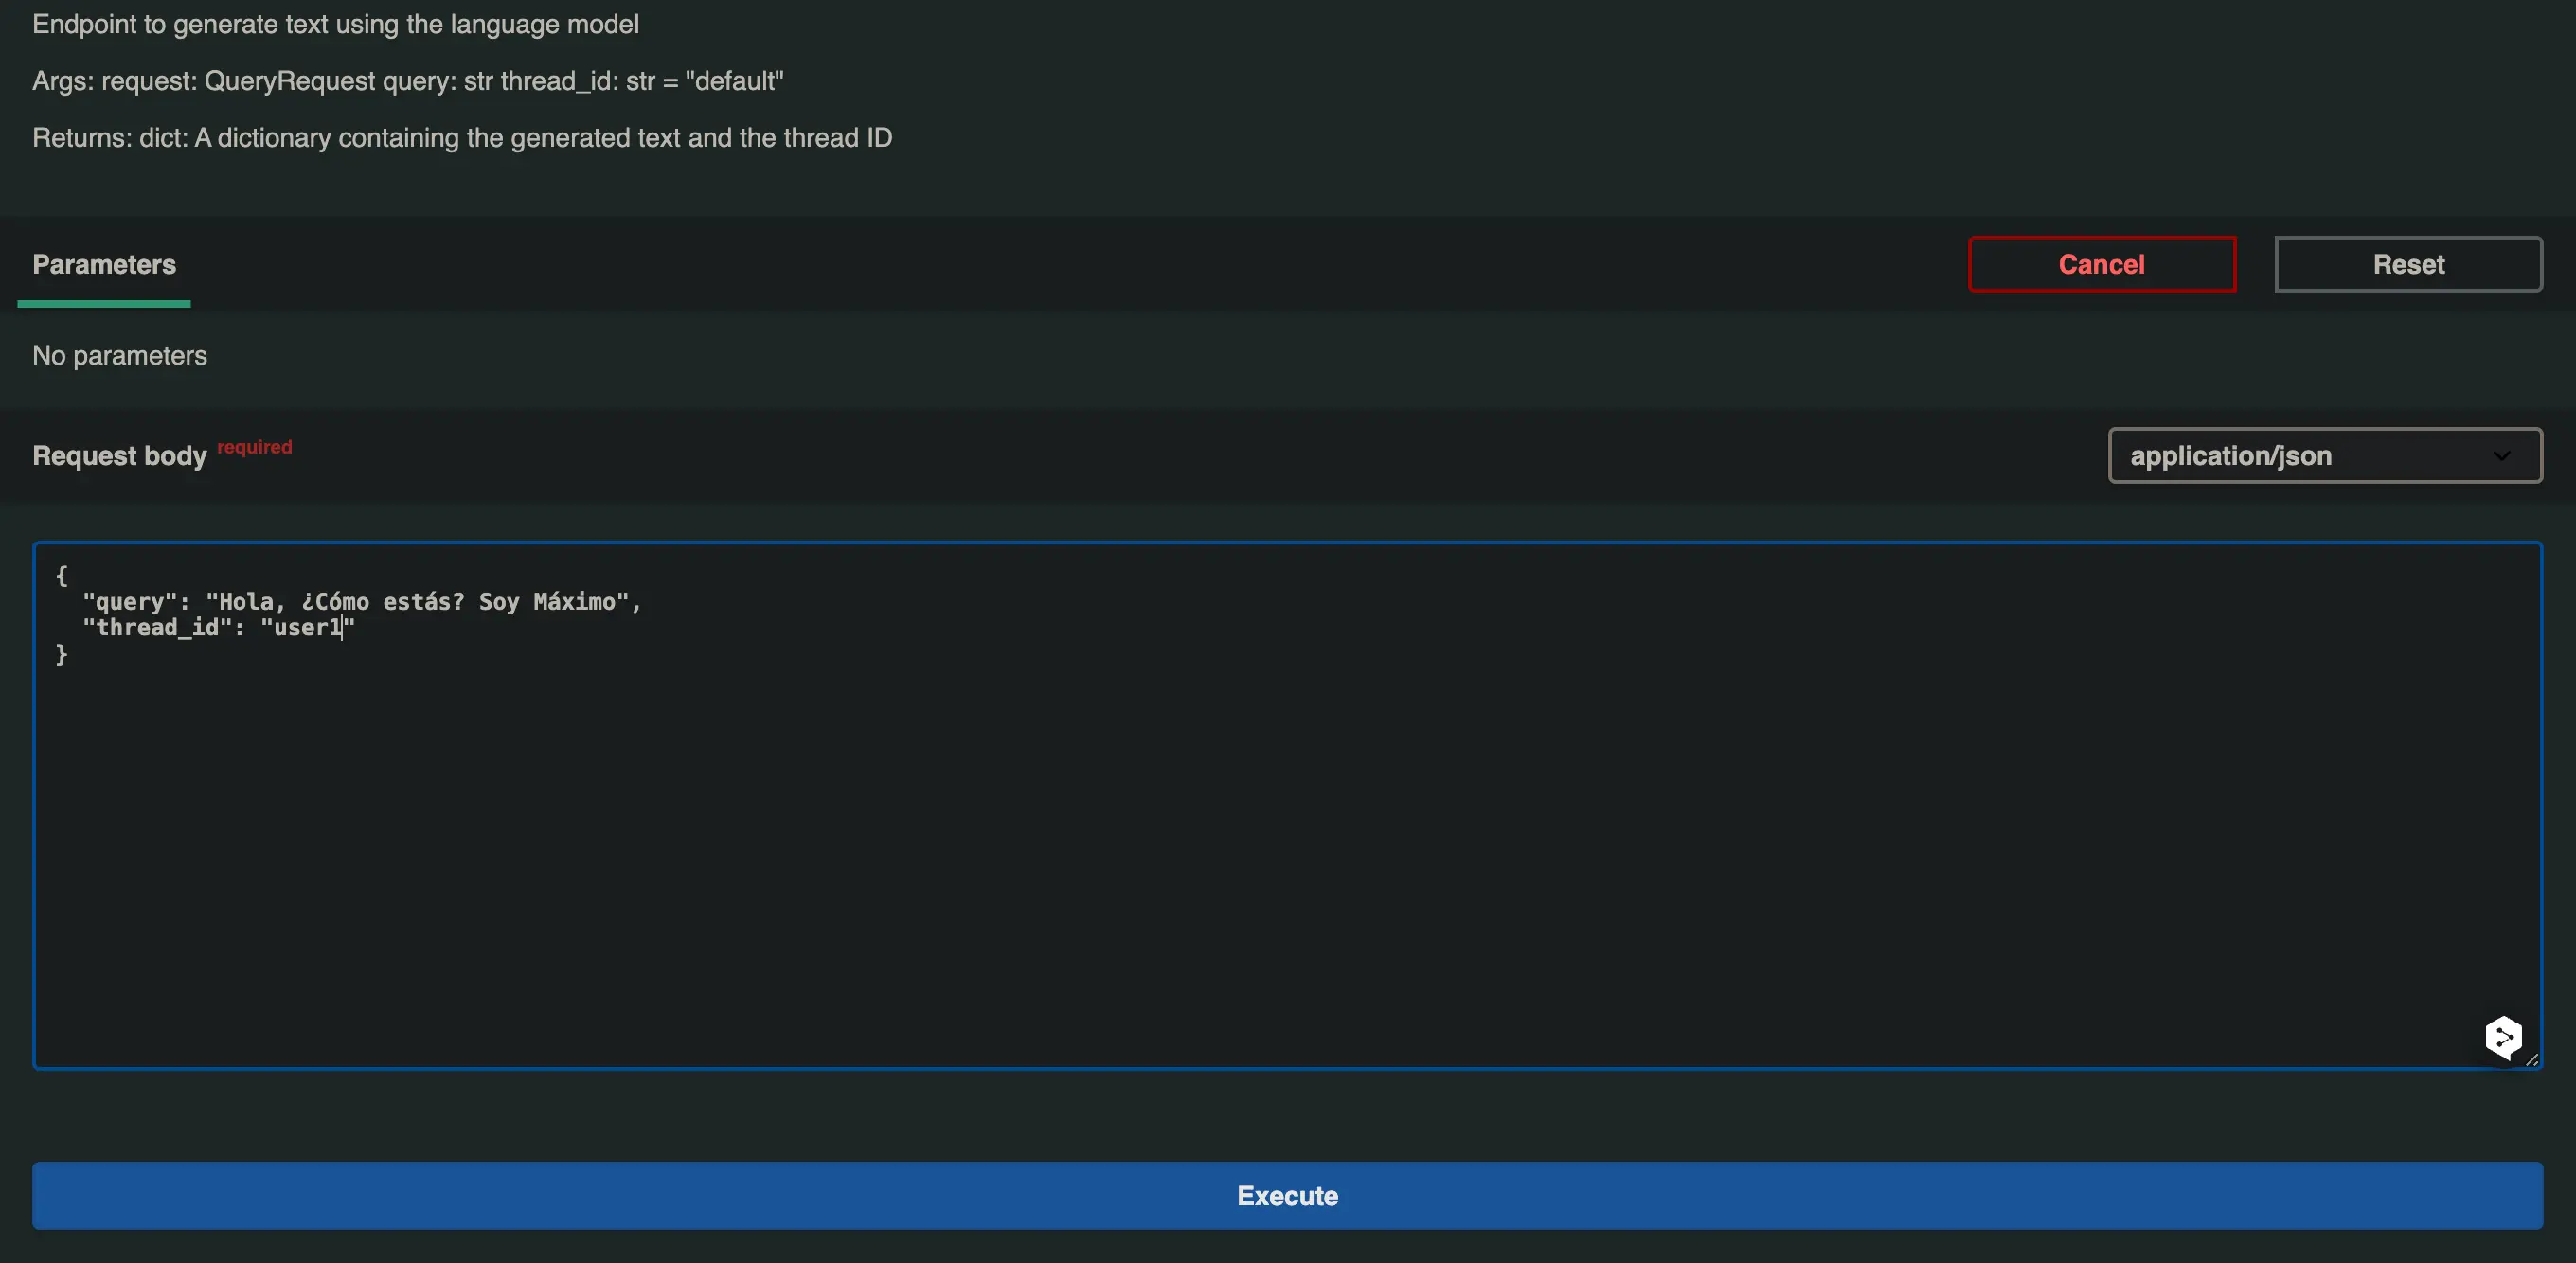 Endpoint to generate text using the language model
Args: request: QueryRequest query: str thread_id: str = "default"
Returns: dict: A dictionary containing the generated text and the thread ID
Parameters
Cancel
Reset
No parameters
Request body required
application/json
{
  "query": "Hola, ¿Cómo estás? Soy Máximo",
  "thread_id": "user1"
}
Execute